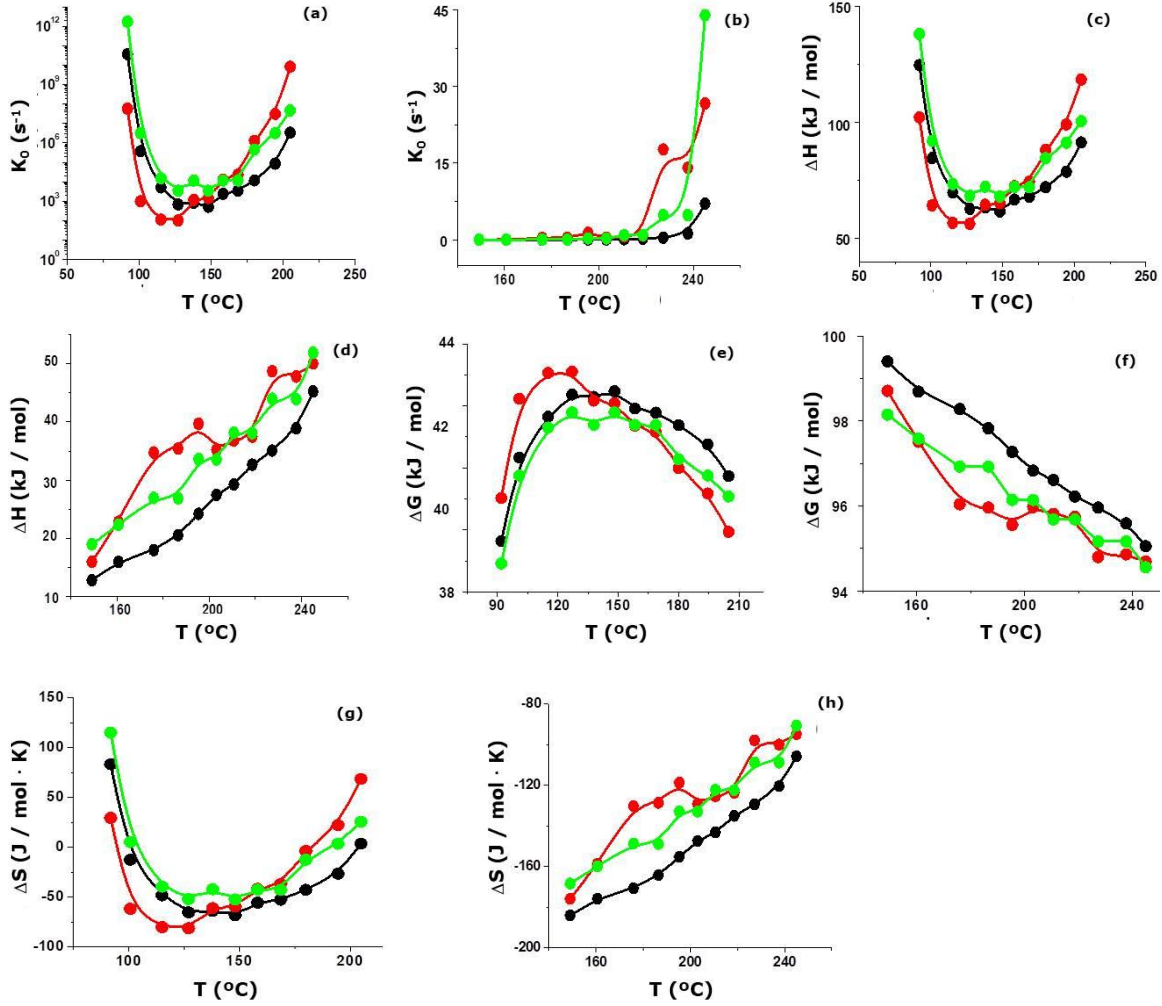 (a)
K₀ (s⁻¹)
10¹²
10⁹
10⁶
10³
10⁰
50 100 150 200 250
T (ºC)
(b)
K₀ (s⁻¹)
45
30
15
0
160 200 240
T (ºC)
(c)
ΔH (kJ / mol)
150
100
50
50 100 150 200 250
T (ºC)
(d)
ΔH (kJ / mol)
50
40
30
20
10
160 200 240
T (ºC)
(e)
ΔG (kJ / mol)
44
42
40
38
90 120 150 180 210
T (ºC)
(f)
ΔG (kJ / mol)
100
98
96
94
160 200 240
T (ºC)
(g)
ΔS (J / mol · K)
150
100
50
0
-50
-100
100 150 200
T (ºC)
(h)
ΔS (J / mol · K)
-80
-120
-160
-200
160 200 240
T (ºC)